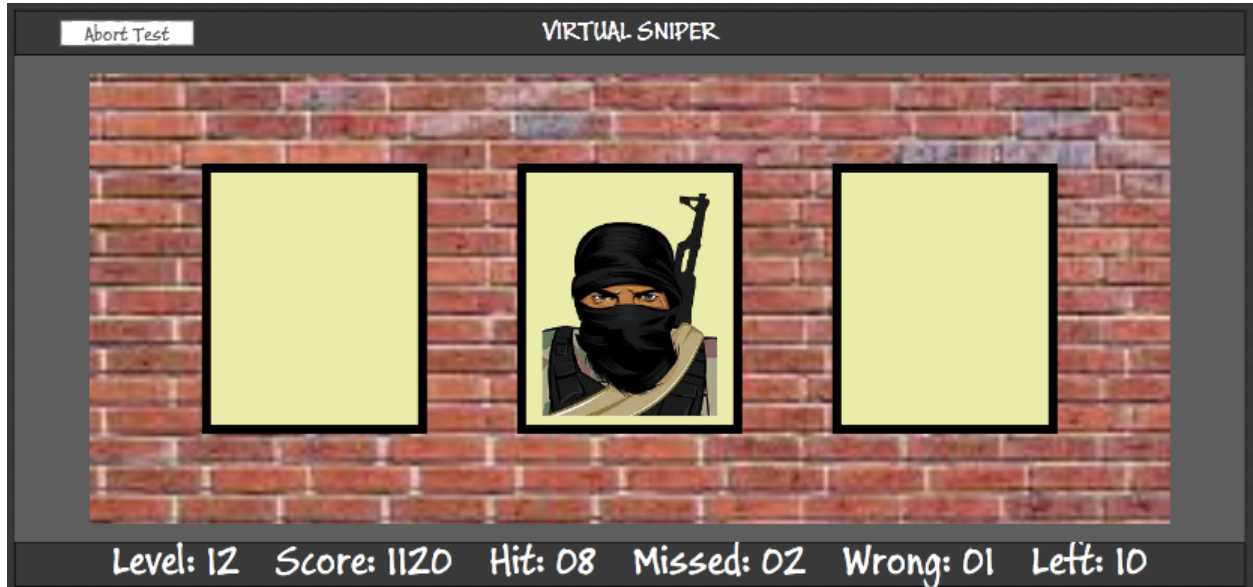 Abort Test
VIRTUAL SNIPER
Level: 12 Score: 1120 Hit: 08 Missed: 02 Wrong: 01 Left: 10